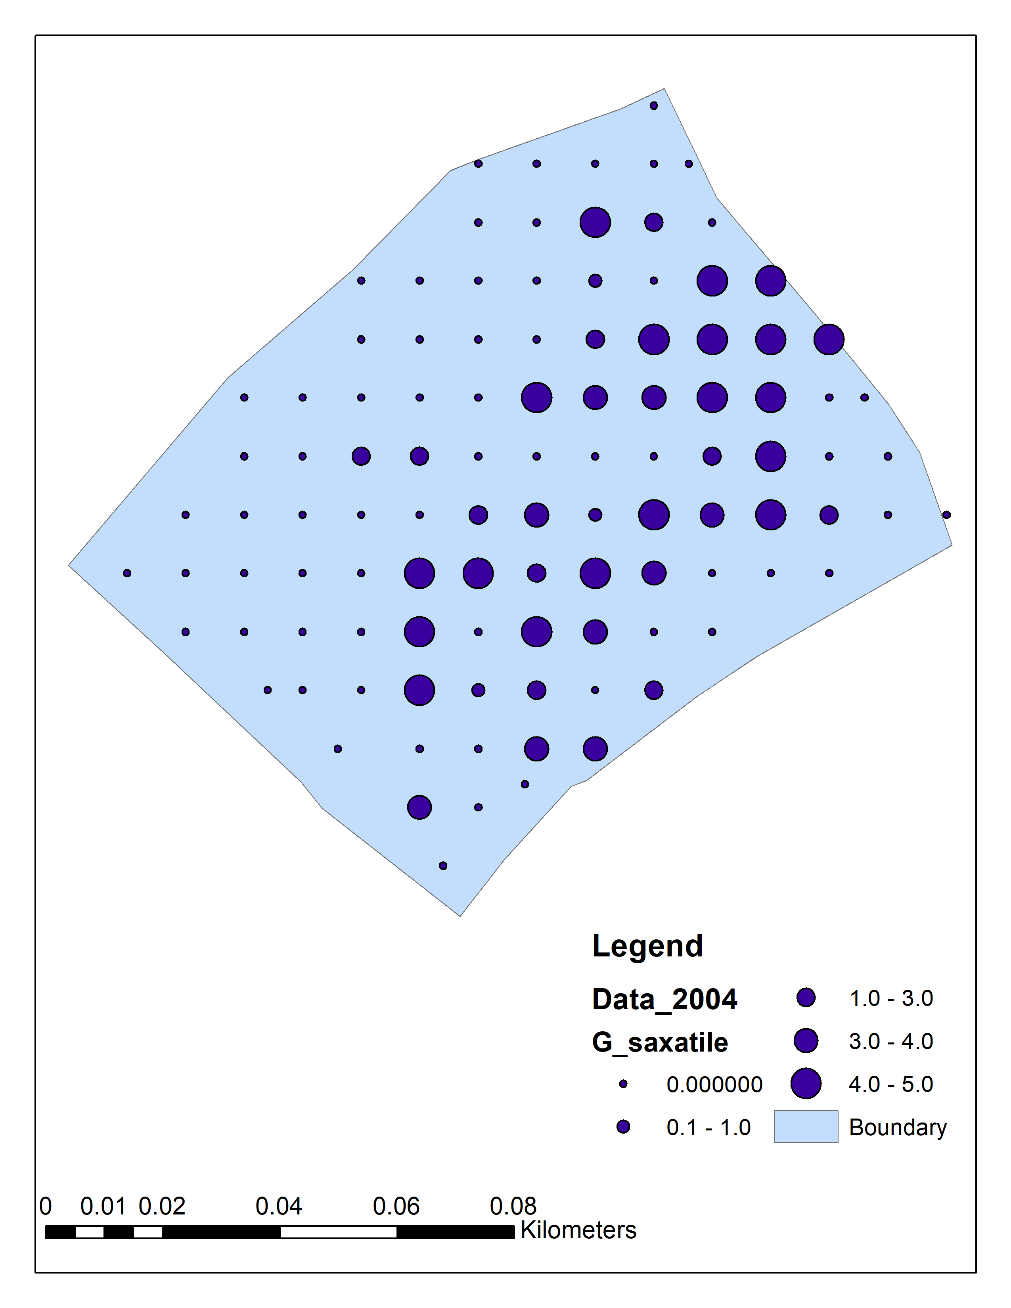 Legend
Data_2004
G_saxatile
0.000000
0.1 - 1.0
1.0 - 3.0
3.0 - 4.0
4.0 - 5.0
Boundary
0 0.01 0.02 0.04 0.06 0.08
Kilometers